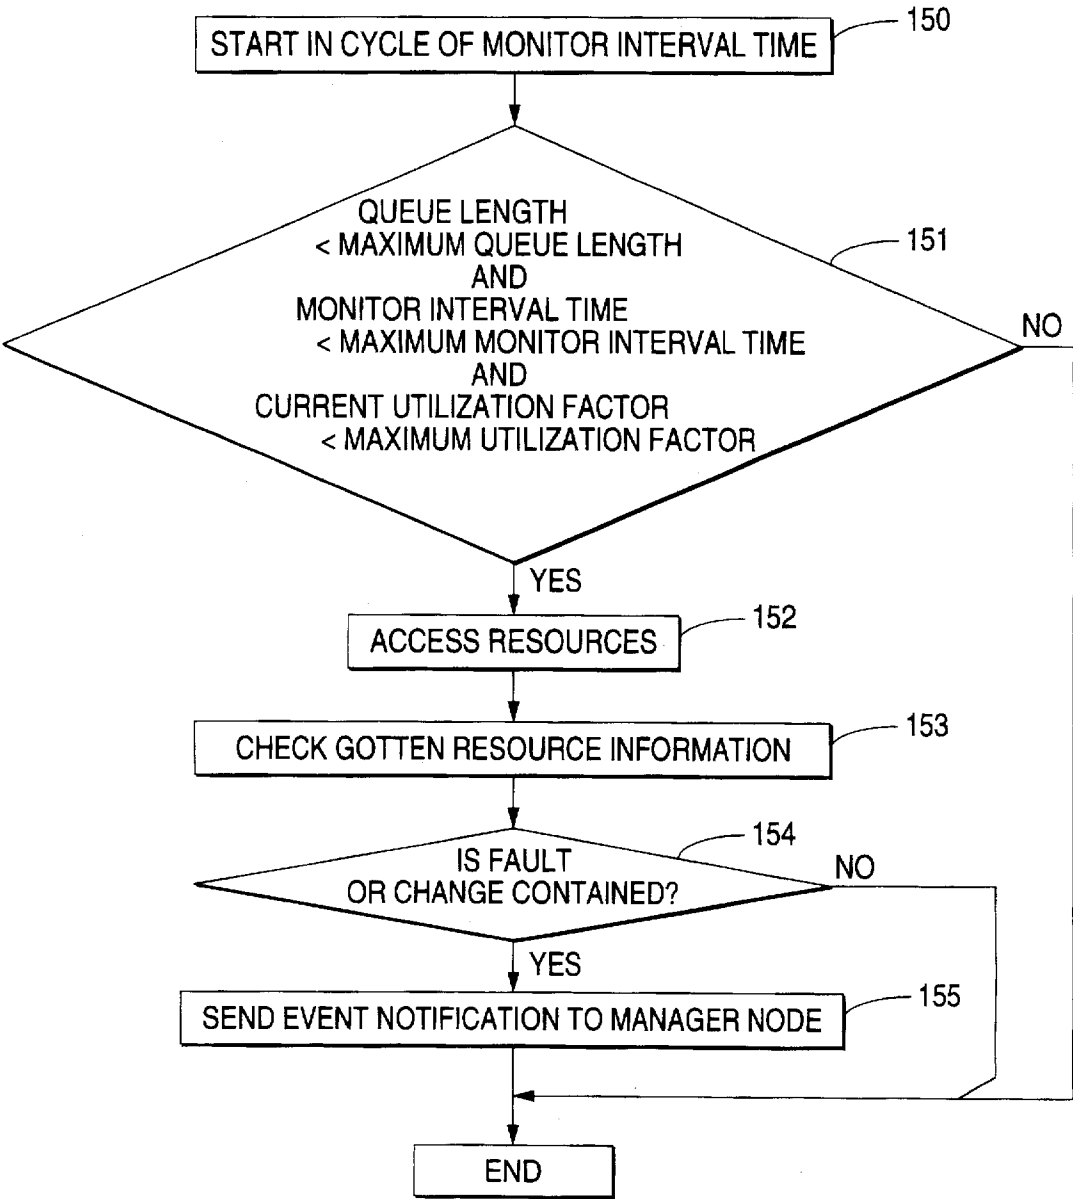 START IN CYCLE OF MONITOR INTERVAL TIME
150
QUEUE LENGTH
< MAXIMUM QUEUE LENGTH
AND
MONITOR INTERVAL TIME
< MAXIMUM MONITOR INTERVAL TIME
AND
CURRENT UTILIZATION FACTOR
< MAXIMUM UTILIZATION FACTOR
151
NO
YES
ACCESS RESOURCES
152
CHECK GOTTEN RESOURCE INFORMATION
153
IS FAULT
OR CHANGE CONTAINED?
154
NO
YES
SEND EVENT NOTIFICATION TO MANAGER NODE
155
END